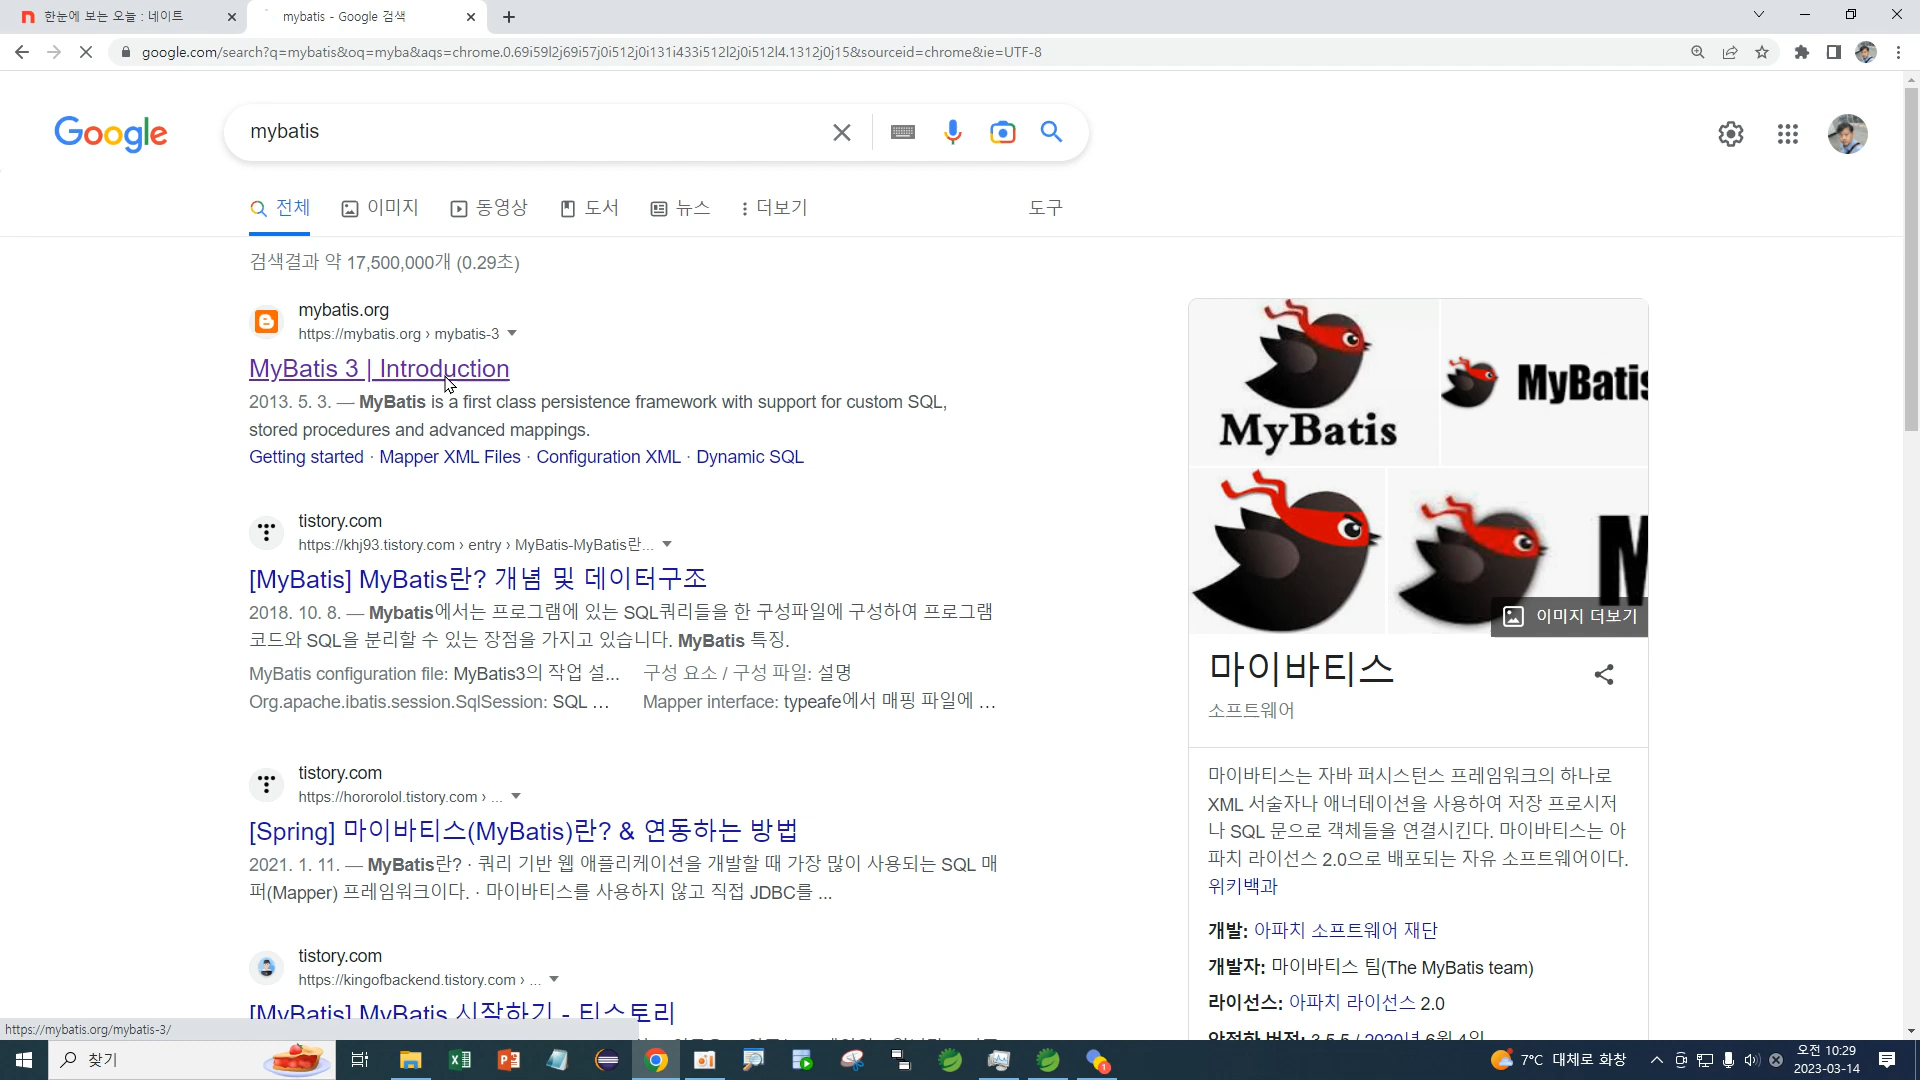 한눈에 보는 오늘 : 네이트
mybatis - Google 검색
google.com/search?q=mybatis&oq=myba&aqs=chrome.0.69i59l2j69i57j0i512j0i131i433i512l2j0i512l4.1312j0j15&sourceid=chrome&ie=UTF-8
Google
mybatis
전체
이미지
동영상
도서
뉴스
더보기
도구
검색결과 약 17,500,000개 (0.29초)
mybatis.org
https://mybatis.org › mybatis-3
MyBatis 3 | Introduction
2013. 5. 3. — MyBatis is a first class persistence framework with support for custom SQL,
stored procedures and advanced mappings.
Getting started · Mapper XML Files · Configuration XML · Dynamic SQL
tistory.com
https://khj93.tistory.com › entry › MyBatis-MyBatis란...
[MyBatis] MyBatis란? 개념 및 데이터구조
2018. 10. 8. — Mybatis에서는 프로그램에 있는 SQL쿼리들을 한 구성파일에 구성하여 프로그램
코드와 SQL을 분리할 수 있는 장점을 가지고 있습니다. MyBatis 특징.
MyBatis configuration file: MyBatis3의 작업 설... 구성 요소 / 구성 파일: 설명
Org.apache.ibatis.session.SqlSession: SQL ... Mapper interface: typeafe에서 매핑 파일에 ...
tistory.com
https://hororolol.tistory.com › ...
[Spring] 마이바티스(MyBatis)란? & 연동하는 방법
2021. 1. 11. — MyBatis란? · 쿼리 기반 웹 애플리케이션을 개발할 때 가장 많이 사용되는 SQL 매
퍼(Mapper) 프레임워크이다. · 마이바티스를 사용하지 않고 직접 JDBC를 ...
tistory.com
https://kingofbackend.tistory.com › ...
[MyBatis] MyBatis 시작하기 - 티스토리
MyBatis
MyBatis
M
이미지 더보기
마이바티스
소프트웨어
마이바티스는 자바 퍼시스턴스 프레임워크의 하나로
XML 서술자나 애너테이션을 사용하여 저장 프로시저
나 SQL 문으로 객체들을 연결시킨다. 마이바티스는 아
파치 라이선스 2.0으로 배포되는 자유 소프트웨어이다.
위키백과
개발: 아파치 소프트웨어 재단
개발자: 마이바티스 팀(The MyBatis team)
라이선스: 아파치 라이선스 2.0
안정화 버전: 3.5.5 / 2020년 6월 4일
https://mybatis.org/mybatis-3/
찾기
1
7°C 대체로 화창
오전 10:29
2023-03-14